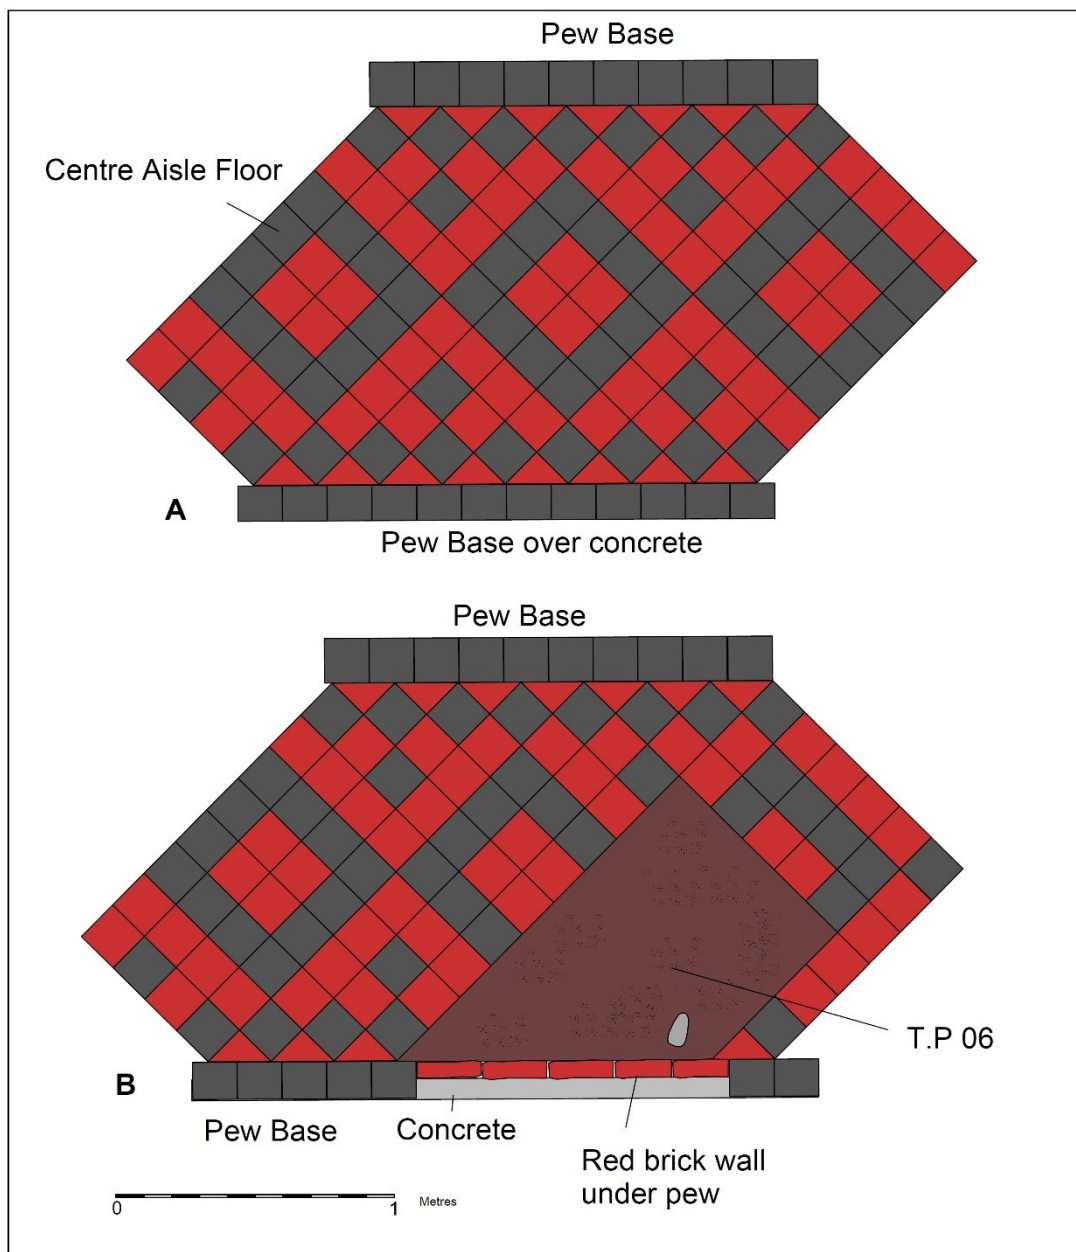 Pew Base
Centre Aisle Floor
A
Pew Base over concrete
Pew Base
T.P 06
B
Pew Base
Concrete
Red brick wall
under pew
0
1
Metres